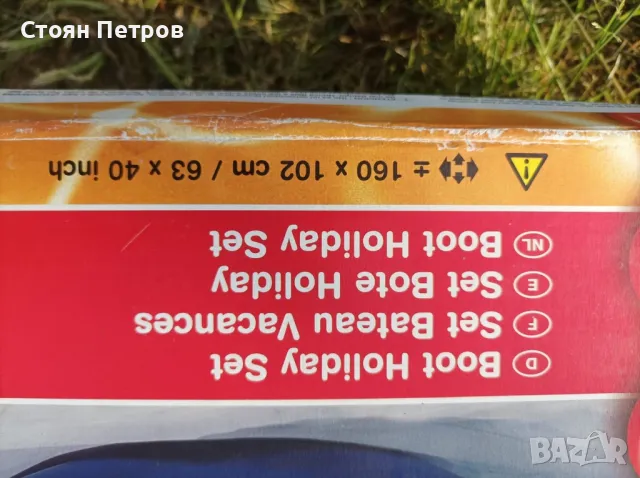 Стоян Петров
D Boot Holiday Set
F Set Bateau Vacances
E Set Bote Holiday
NL Boot Holiday Set
! ± 160 x 102 cm / 63 x 40 inch
BAZAR